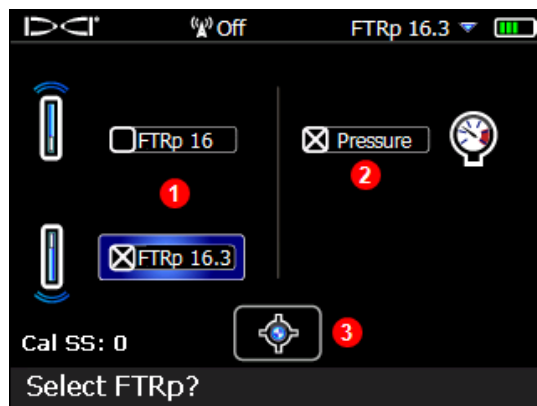 DCI Off FTRp 16.3
FTRp 16
Pressure
1
2
FTRp 16.3
3
Cal SS: 0
Select FTRp?